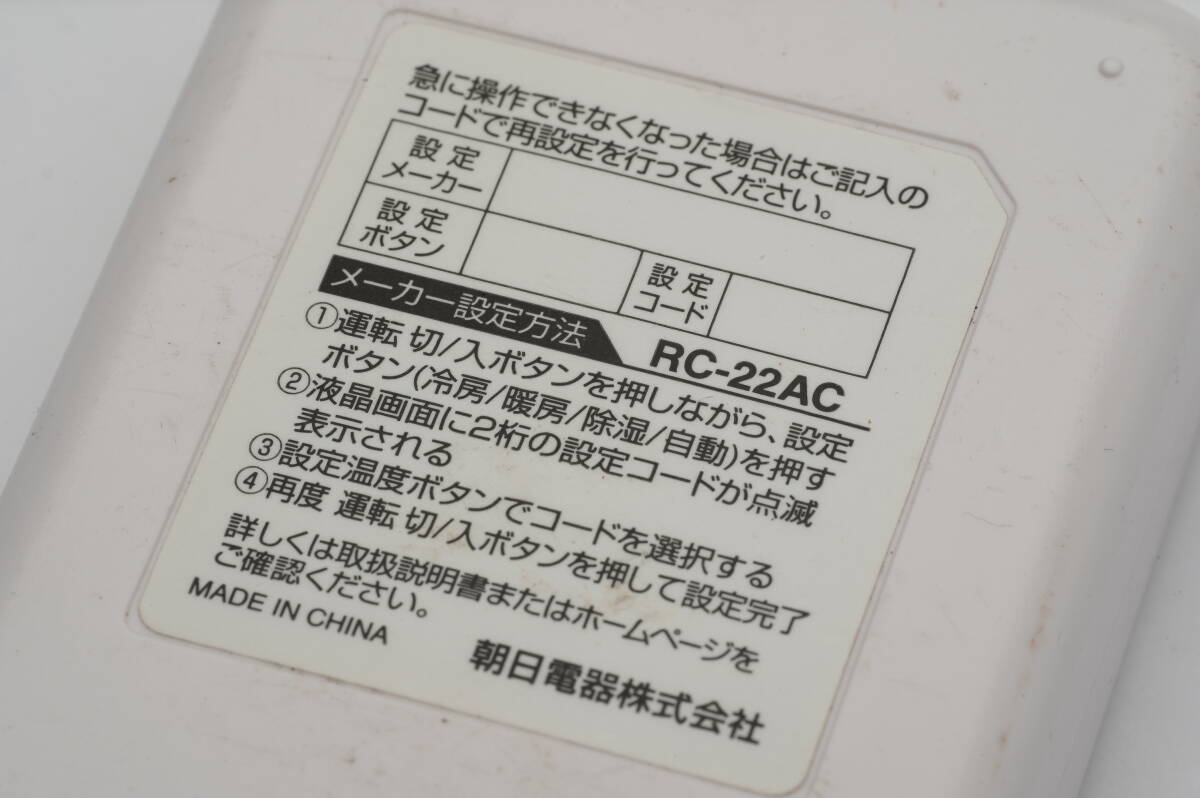 急に操作できなくなった場合はご記入の
コードで再設定を行ってください。
設定
メーカー
設定
ボタン
設定
コード
メーカー設定方法
RC-22AC
①運転 切/入ボタンを押しながら、設定
ボタン(冷房/暖房/除湿/自動)を押す
②液晶画面に2桁の設定コードが点滅
表示される
③設定温度ボタンでコードを選択する
④再度 運転 切/入ボタンを押して設定完了
詳しくは取扱説明書またはホームページを
ご確認ください。
MADE IN CHINA
朝日電器株式会社